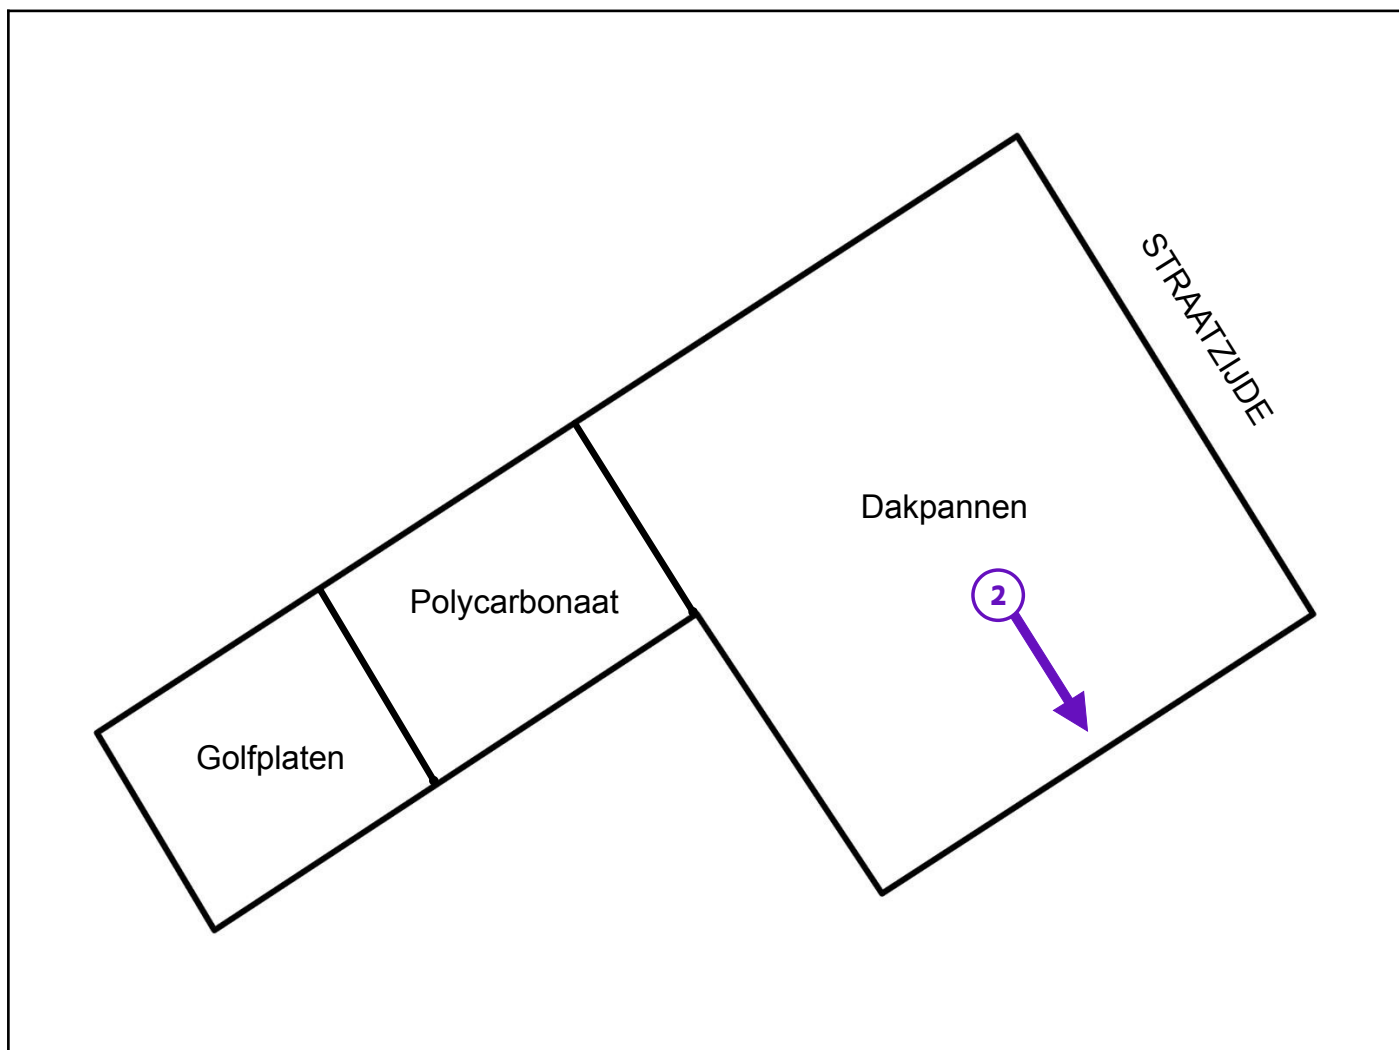 STRAATZIJDE
Dakpannen
2
Polycarbonaat
Golfplaten